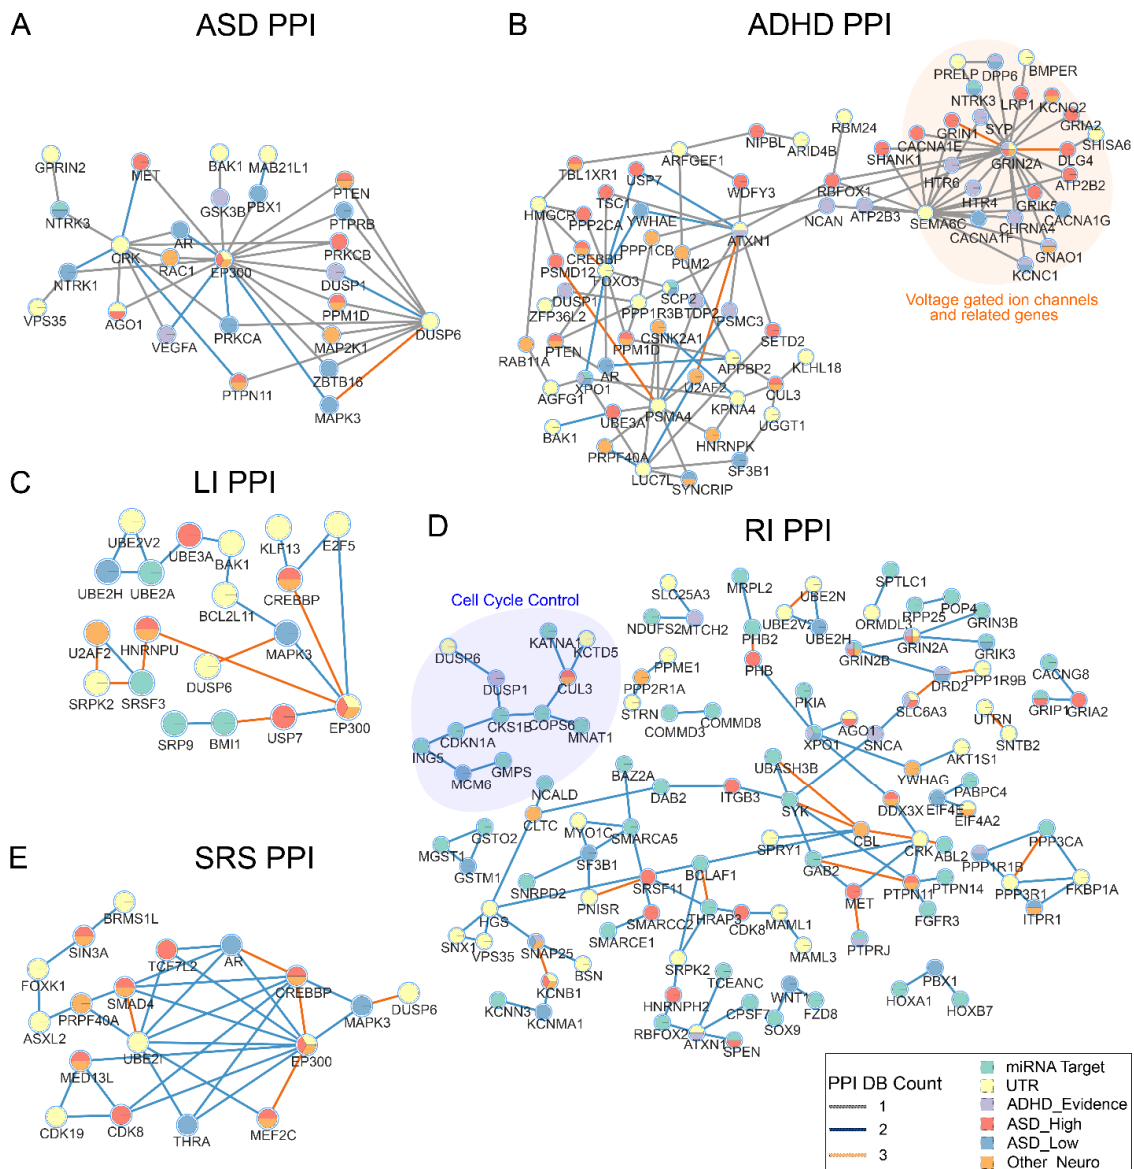 A
ASD PPI
GPRIN2
MET
BAK1
MAB21L1
PTEN
GSK3B
PBX1
PTPRB
NTRK3
AR
PRKCB
CRK
RAC1
EP300
DUSP1
NTRK1
PPM1D
VPS35
AGO1
VEGFA
PRKCA
MAP2K1
DUSP6
ZBTB16
PTPN11
MAPK3
B
ADHD PPI
PRELP
DPP6
BMPER
NTRK3
LRP1
KCNQ2
NIPBL
RBM24
GRIN1
SYP
GRIA2
ARFGEF1
ARID4B
CACNA1E
SHISA6
SHANK1
GRIN2A
DLG4
TBL1XR1
USP7
WDFY3
RBFOX1
HTR6
ATP2B2
HMGCR
TSC1
NCAN
ATP2B3
HTR4
GRIK5
PPP2CA
YWHAE
SEMA6C
CHRNA4
CACNA1G
ATXN1
CACNA1F
CREBBP
PPP1CB
GNAO1
PSMD12
PUM2
KCNC1
FOXO3
DUSP1
SCP2
ZFP36L2
PPP1R3B
TDP2
PSMC3
CSNK2A1
SETD2
RAB11A
PTEN
PPM1D
APPBP2
KLHL18
AR
XPO1
U2AF2
CUL3
AGFG1
PSMA4
KPNA4
UBE3A
UGGT1
BAK1
HNRNPK
PRPF40A
SF3B1
LUC7L
SYNCRIP
Voltage gated ion channels
and related genes
C
LI PPI
UBE2V2
UBE3A
KLF13
E2F5
BAK1
UBE2H
UBE2A
CREBBP
BCL2L11
U2AF2
HNRNPU
MAPK3
DUSP6
SRPK2
SRSF3
EP300
SRP9
BMI1
USP7
D
RI PPI
Cell Cycle Control
DUSP6
KATNA1
KCTD5
DUSP1
CUL3
CKS1B
COPS6
CDKN1A
MNAT1
ING5
GMPS
MCM6
SLC25A3
NDUFS2
MTCH2
PPME1
PPP2R1A
STRN
COMMD3
COMMD8
MRPL2
PHB2
PHB
UBE2N
UBE2V2
UBE2H
SPTLC1
ORMDL3
RPP25
POP4
GRIN3B
GRIN2A
GRIN2B
GRIK3
DRD2
PPP1R9B
CACNG8
SLC6A3
GRIP1
GRIA2
PKIA
AGO1
UTRN
XPO1
SNCA
SNTB2
YWHAG
AKT1S1
UBASH3B
BAZ2A
NCALD
DAB2
ITGB3
SYK
DDX3X
PABPC4
EIF4E
EIF4A2
CLTC
MYO1C
SMARCA5
GSTO2
MGST1
GSTM1
SF3B1
SNRPD2
SPRY1
CBL
CRK
ABL2
PPP3CA
PPP1R1B
BCLAF1
GAB2
PTPN14
PTPN11
PPP3R1
FKBP1A
SRSF11
PNISR
HGS
MET
FGFR3
ITPR1
SMARCC2
THRAP3
CDK8
MAML1
SMARCE1
SNX1
VPS35
SNAP25
BSN
MAML3
PTPRJ
KCNB1
SRPK2
TCEANC
WNT1
PBX1
KCNN3
KCNMA1
HNRNPH2
CPSF7
FZD8
HOXA1
HOXB7
RBFOX2
ATXN1
SOX9
SPEN
E
SRS PPI
BRMS1L
SIN3A
TCF7L2
AR
FOXK1
SMAD4
CREBBP
PRPF40A
MAPK3
DUSP6
ASXL2
UBE2I
EP300
MED13L
CDK19
CDK8
THRA
MEF2C
PPI DB Count
1
2
3
miRNA Target
UTR
ADHD_Evidence
ASD_High
ASD_Low
Other_Neuro